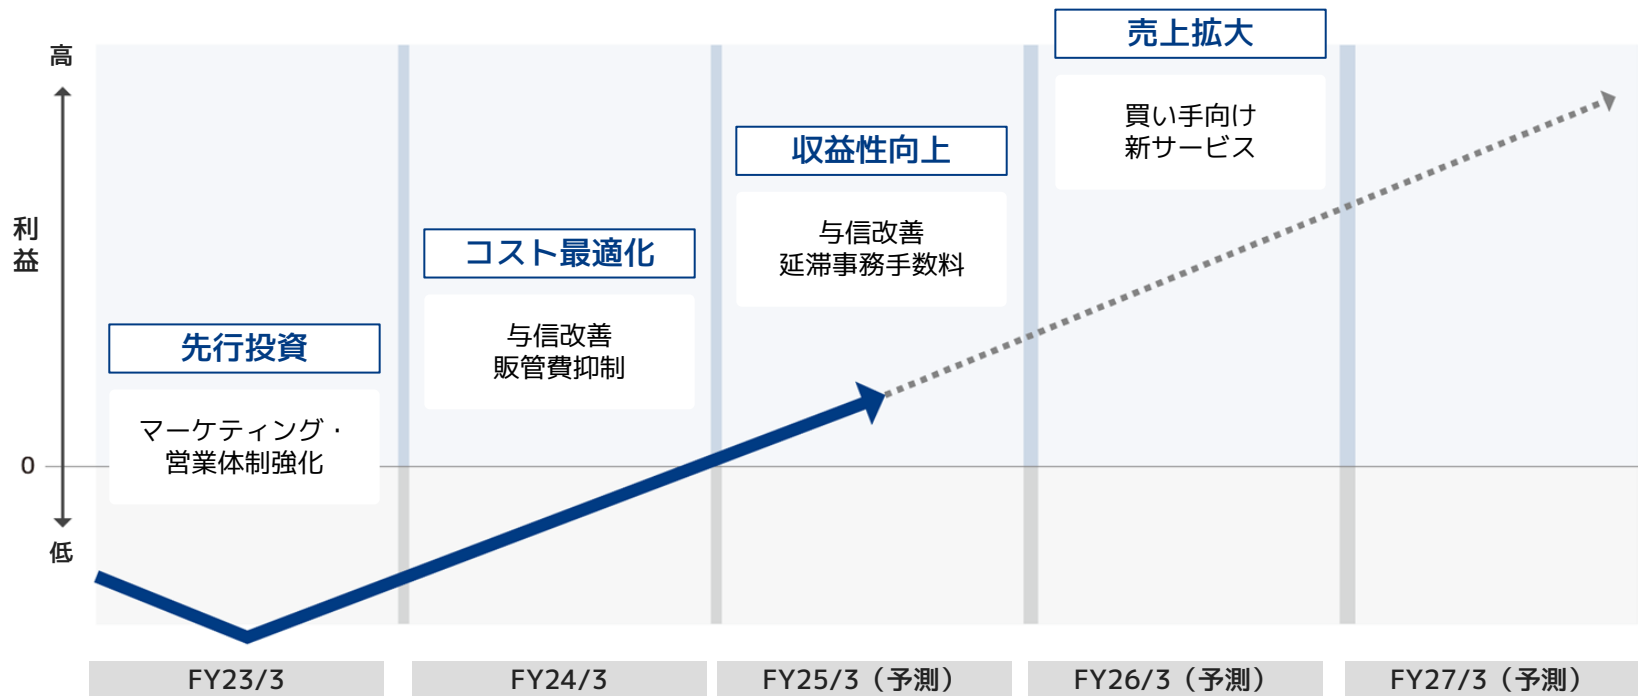 高
利
益
0
低
先行投資
マーケティング・
営業体制強化
コスト最適化
与信改善
販管費抑制
収益性向上
与信改善
延滞事務手数料
売上拡大
買い手向け
新サービス
FY23/3
FY24/3
FY25/3（予測）
FY26/3（予測）
FY27/3（予測）